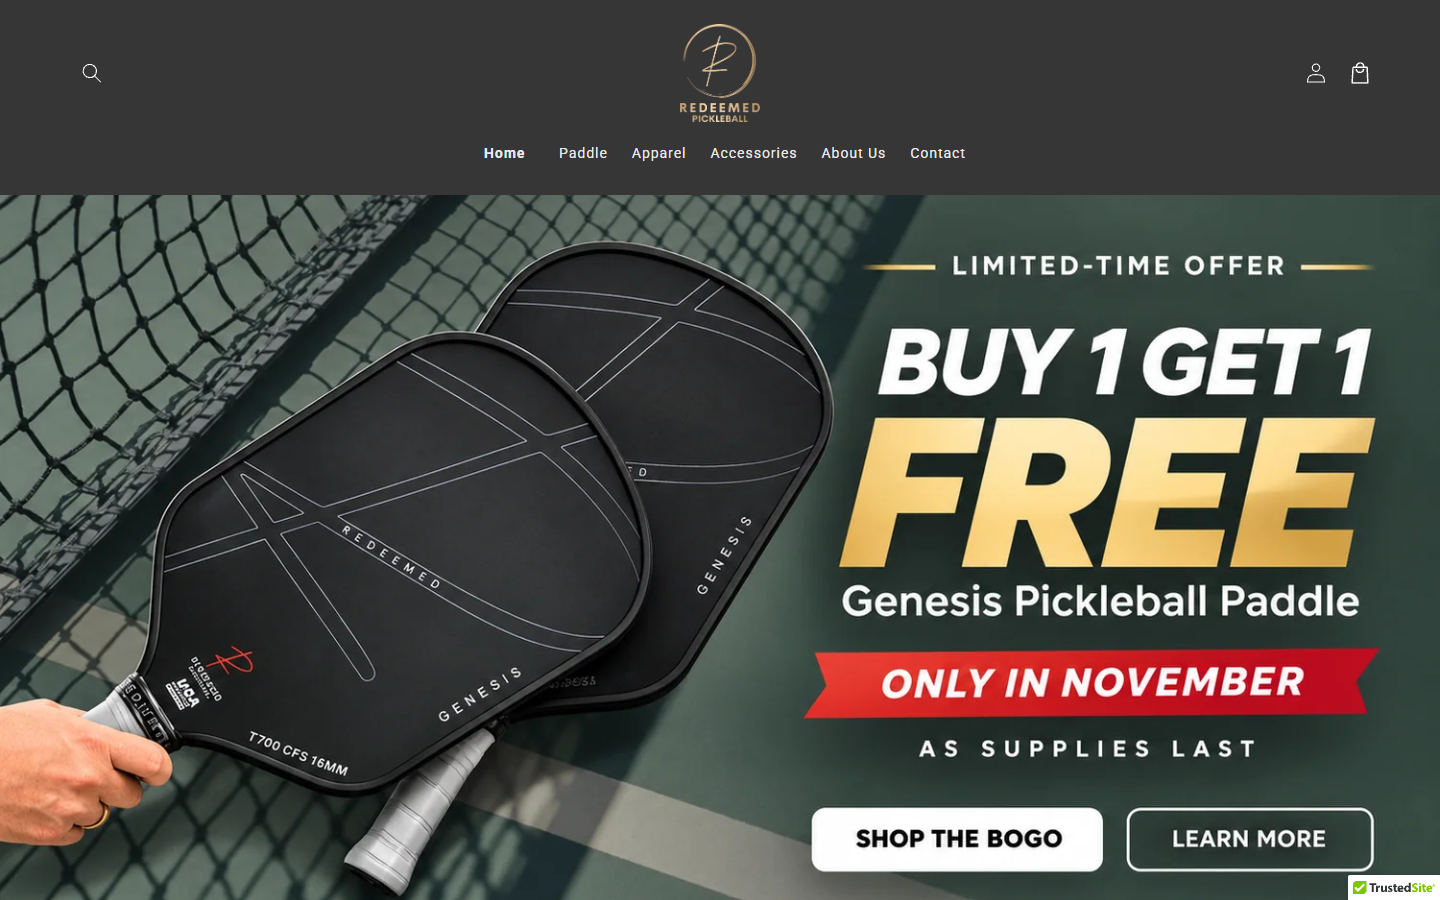 REDEEMED
PICKLEBALL
Home
Paddle
Apparel
Accessories
About Us
Contact
LIMITED-TIME OFFER
BUY 1 GET 1
FREE
Genesis Pickleball Paddle
ONLY IN NOVEMBER
AS SUPPLIES LAST
SHOP THE BOGO
LEARN MORE
REDEEMED
GENESIS
T700 CFS 16MM
ED
GENESIS
TrustedSite